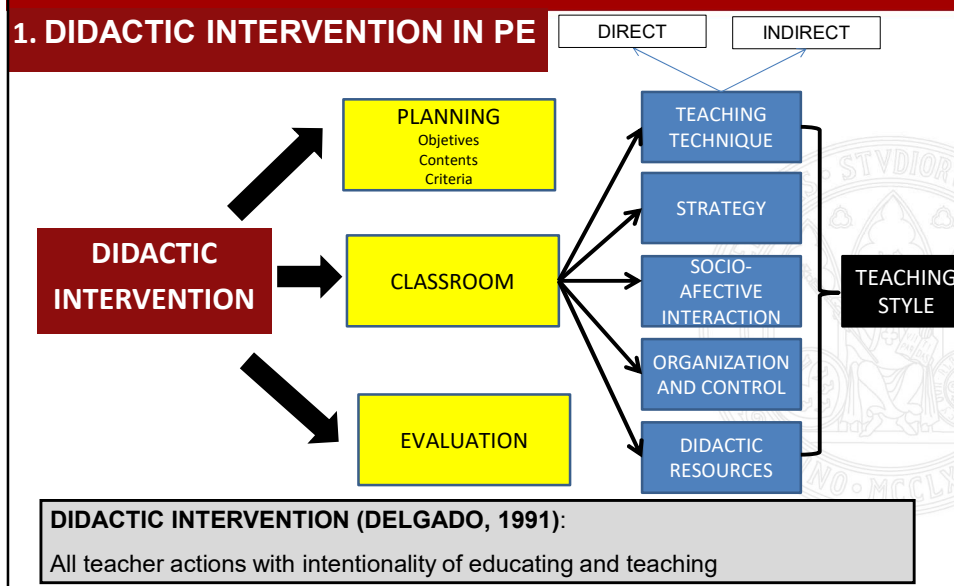 1. DIDACTIC INTERVENTION IN PE
DIRECT
INDIRECT
PLANNING
Objetives
Contents
Criteria
TEACHING
TECHNIQUE
STRATEGY
DIDACTIC
INTERVENTION
CLASSROOM
SOCIO-
AFECTIVE
INTERACTION
TEACHING
STYLE
ORGANIZATION
AND CONTROL
EVALUATION
DIDACTIC
RESOURCES
DIDACTIC INTERVENTION (DELGADO, 1991):
All teacher actions with intentionality of educating and teaching